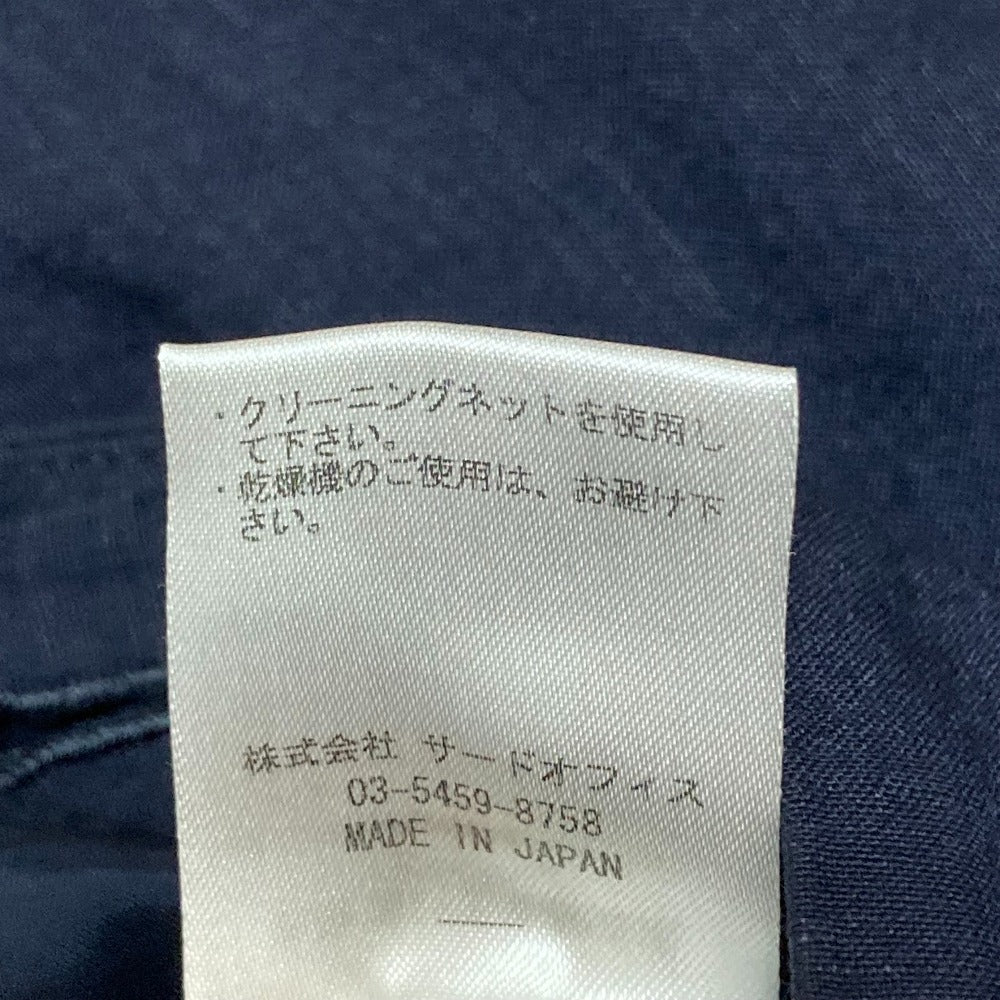 ・クリーニングネットを使用し
て下さい。
・乾燥機のご使用は、お避け下
さい。
株式会社 サードオフィス
03-5459-8758
MADE IN JAPAN